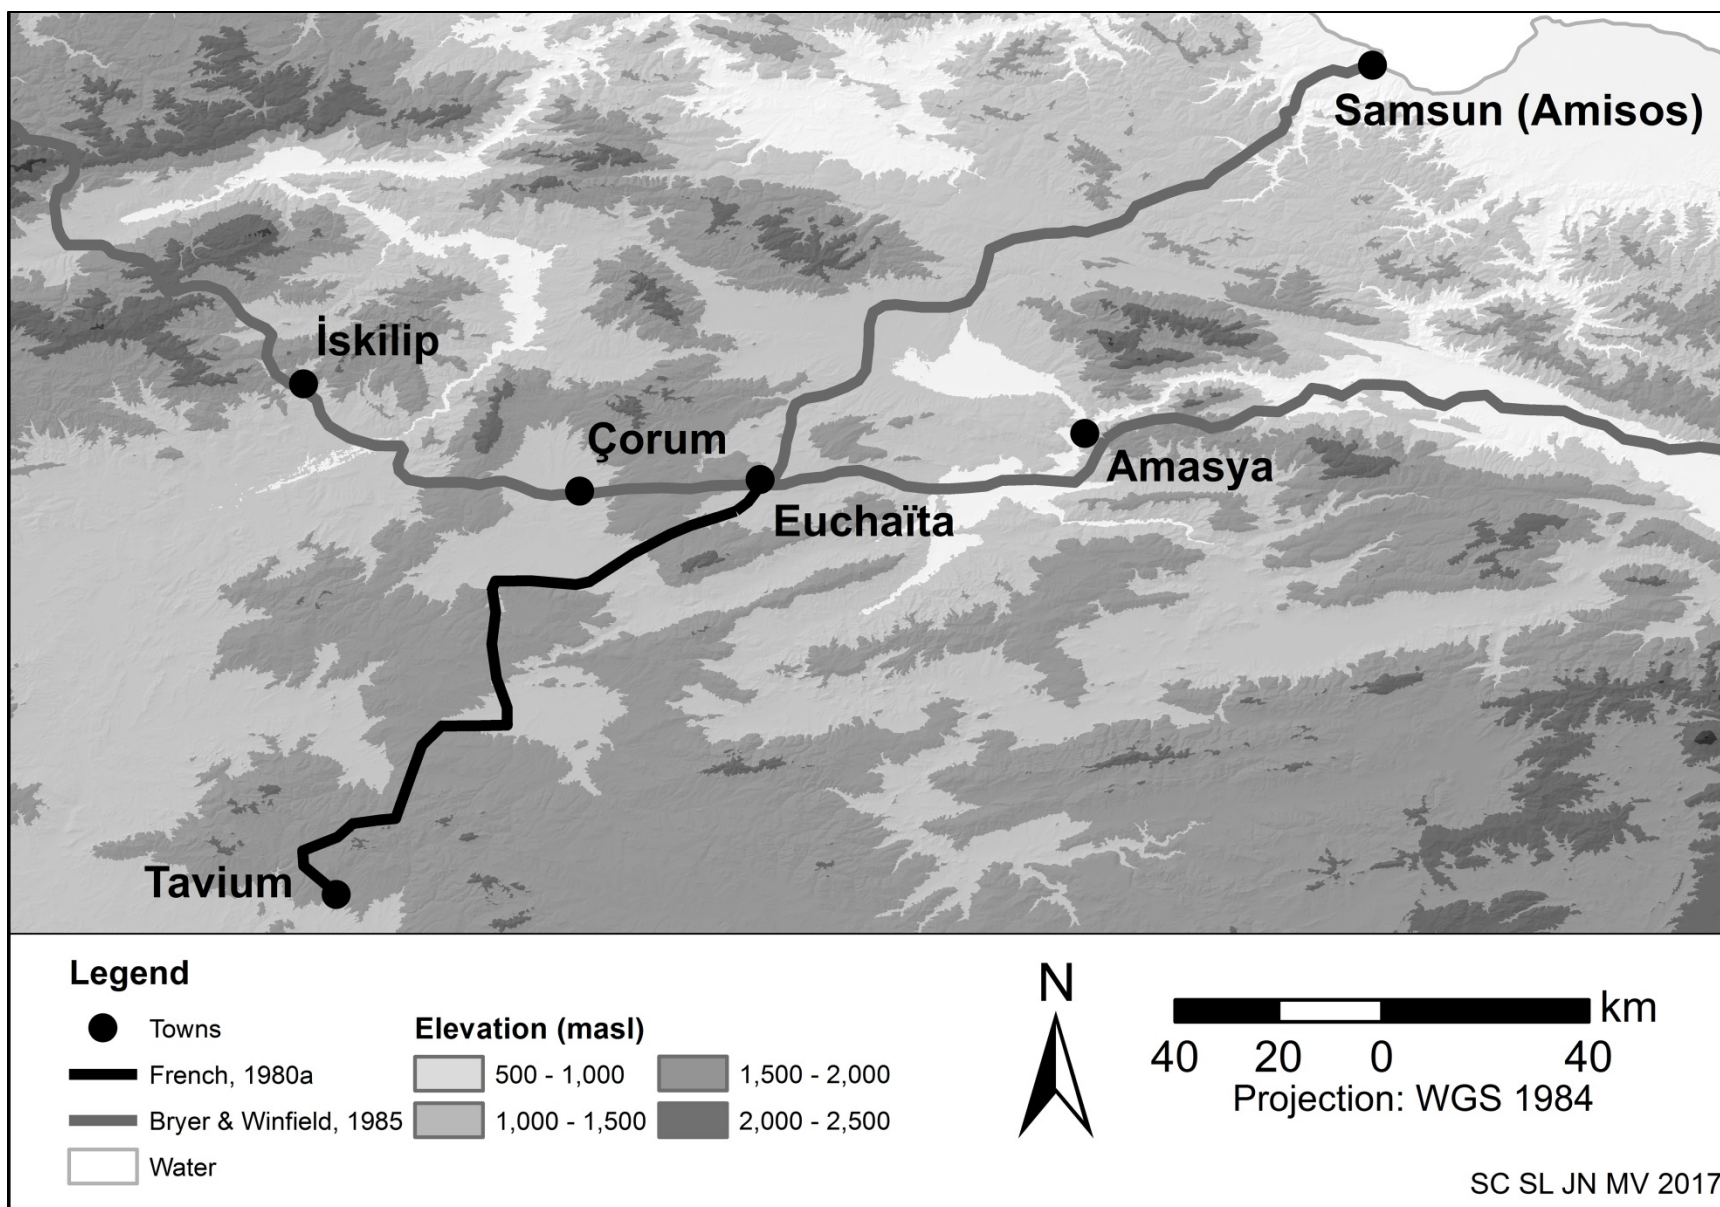 Samsun (Amisos)
İskilip
Çorum
Amasya
Euchaïta
Tavium
Legend
Towns
French, 1980a
Bryer & Winfield, 1985
Water
Elevation (masl)
500 - 1,000
1,000 - 1,500
1,500 - 2,000
2,000 - 2,500
N
km
40 20 0 40
Projection: WGS 1984
SC SL JN MV 2017